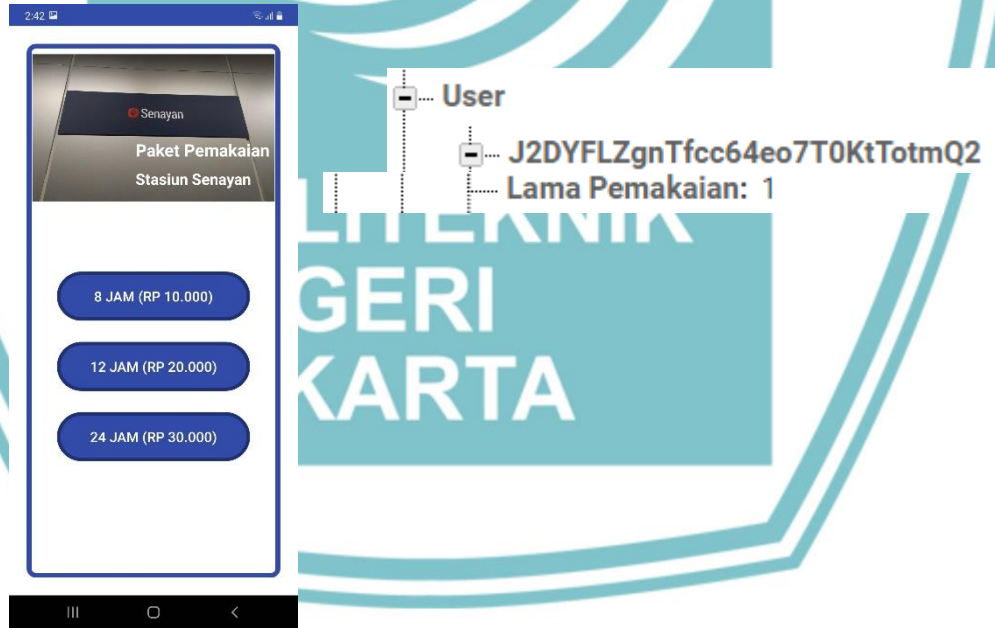 2:42
Senayan
Paket Pemakaian
Stasiun Senayan
8 JAM (RP 10.000)
12 JAM (RP 20.000)
24 JAM (RP 30.000)
User
J2DYFLZgnTfcc64eo7T0KtTotmQ2
Lama Pemakaian: 1
LITEKNIK
GERI
KARTA